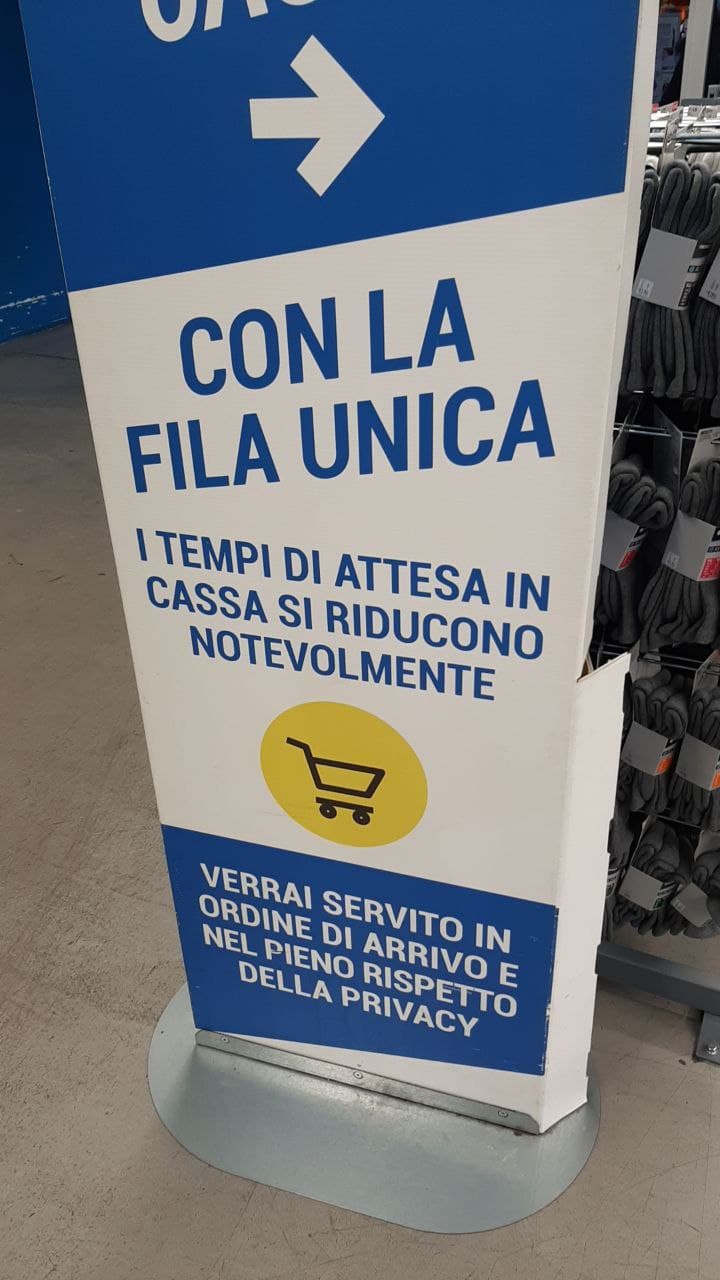 CON LA
FILA UNICA
I TEMPI DI ATTESA IN
CASSA SI RIDUCONO
NOTEVOLMENTE
VERRAI SERVITO IN
ORDINE DI ARRIVO E
NEL PIENO RISPETTO
DELLA PRIVACY